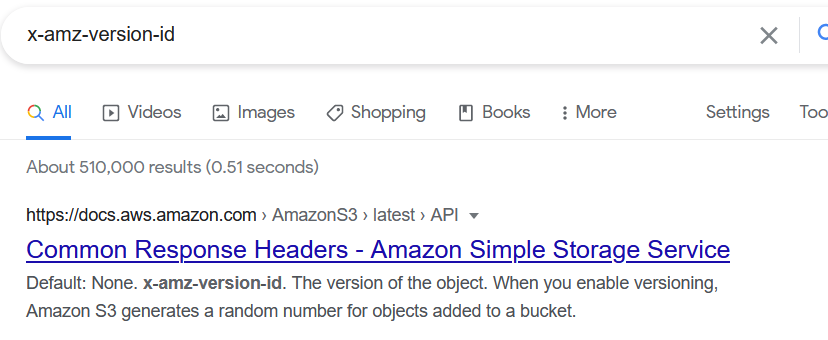 x-amz-version-id
All Videos Images Shopping Books More Settings Too
About 510,000 results (0.51 seconds)
https://docs.aws.amazon.com › AmazonS3 › latest › API
Common Response Headers - Amazon Simple Storage Service
Default: None. x-amz-version-id. The version of the object. When you enable versioning,
Amazon S3 generates a random number for objects added to a bucket.